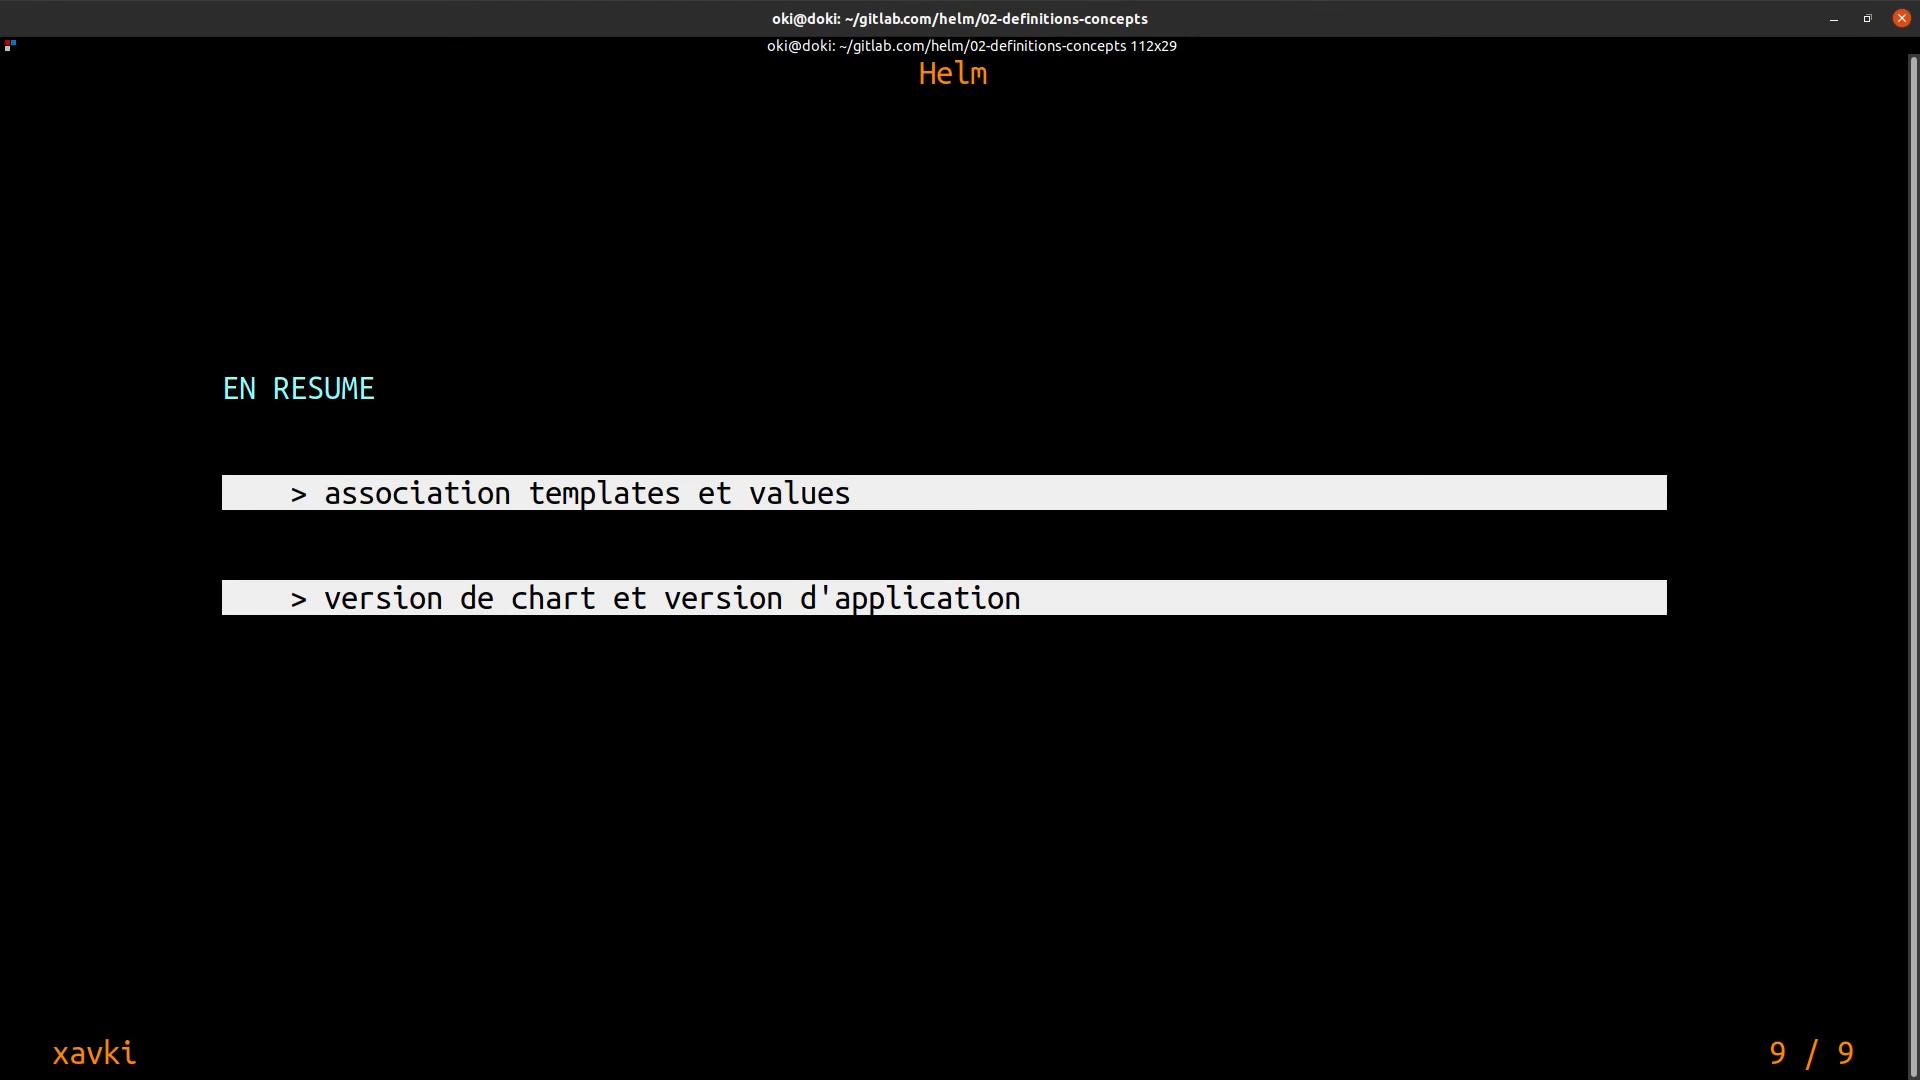 oki@doki: ~/gitlab.com/helm/02-definitions-concepts
oki@doki: ~/gitlab.com/helm/02-definitions-concepts 112x29
Helm
EN RESUME
> association templates et values
> version de chart et version d'application
xavki
9 / 9